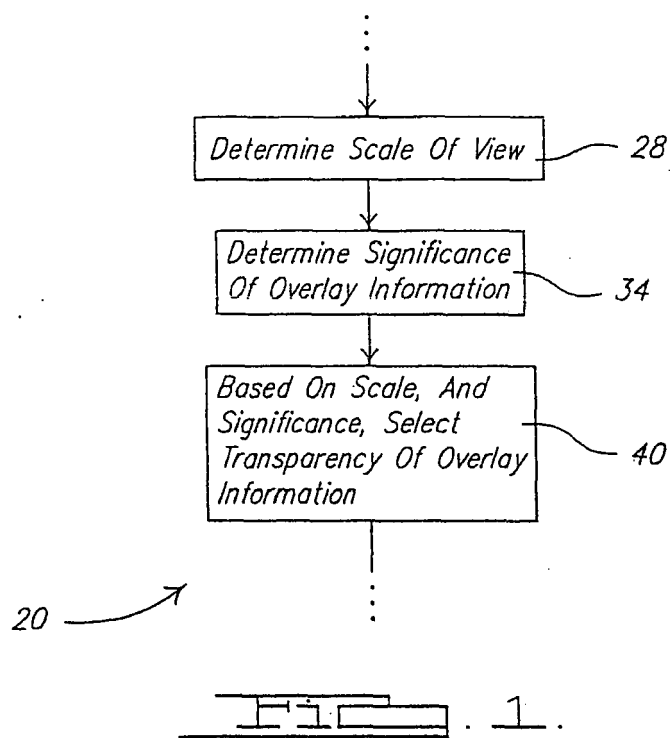 Determine Scale Of View
28
Determine Significance
Of Overlay Information
34
Based On Scale, And
Significance, Select
Transparency Of Overlay
Information
40
20
Fig. 1.